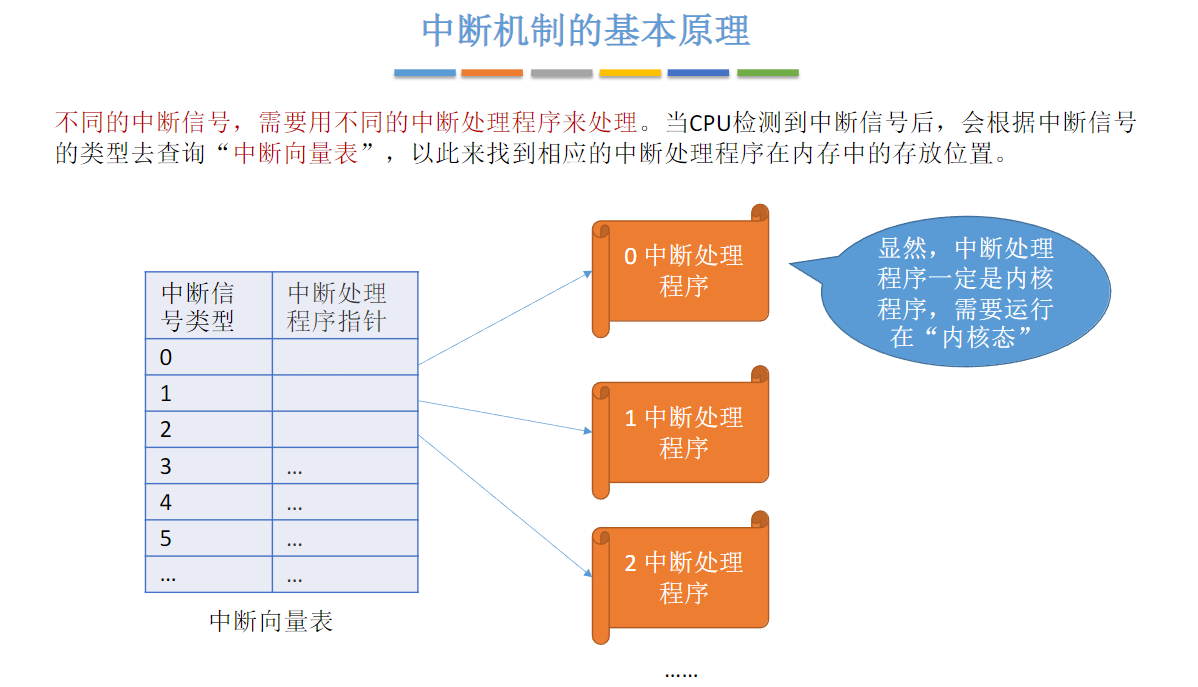 中断机制的基本原理
不同的中断信号，需要用不同的中断处理程序来处理。当CPU检测到中断信号后，会根据中断信号
的类型去查询“中断向量表”，以此来找到相应的中断处理程序在内存中的存放位置。
中断信
号类型
中断处理
程序指针
0
1
2
3 ...
4 ...
5 ...
... ...
中断向量表
0 中断处理
程序
1 中断处理
程序
2 中断处理
程序
......
显然，中断处理
程序一定是内核
程序，需要运行
在“内核态”